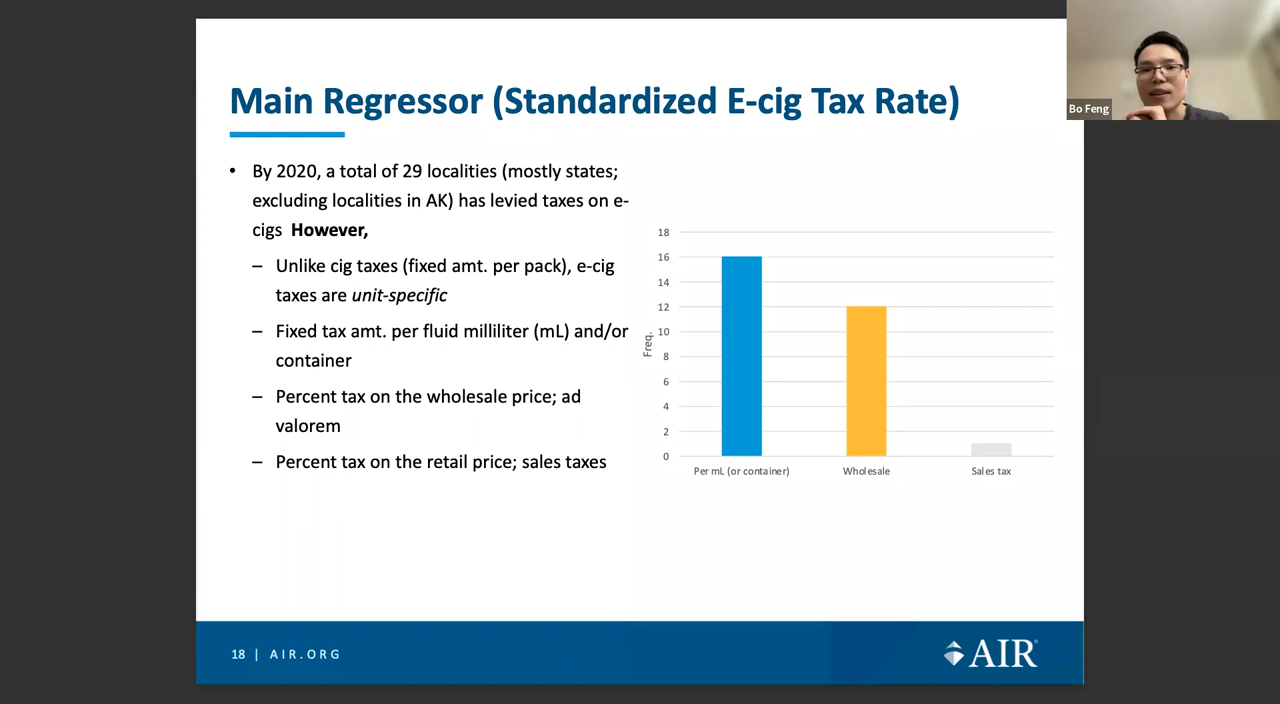 Main Regressor (Standardized E-cig Tax Rate)
Bo Feng
• By 2020, a total of 29 localities (mostly states;
excluding localities in AK) has levied taxes on e-
cigs However,
– Unlike cig taxes (fixed amt. per pack), e-cig
taxes are unit-specific
– Fixed tax amt. per fluid milliliter (mL) and/or
container
– Percent tax on the wholesale price; ad
valorem
– Percent tax on the retail price; sales taxes
Freq.
18
16
14
12
10
8
6
4
2
0
Per mL (or container)
Wholesale
Sales tax
18 | AIR.ORG
AIR